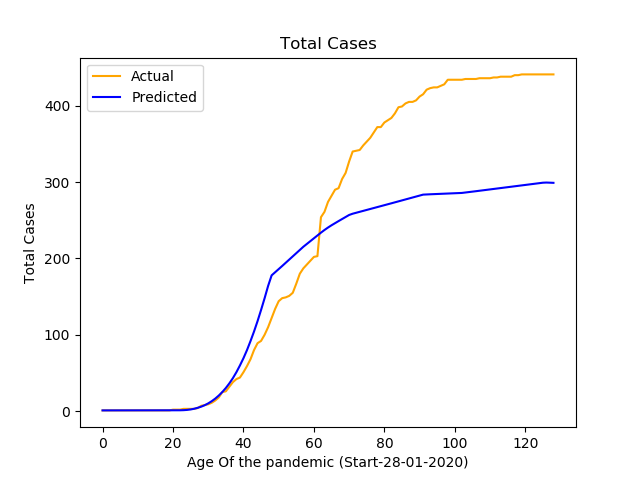 Total Cases
Actual
Predicted
400
300
200
100
0
Total Cases
0 20 40 60 80 100 120
Age Of the pandemic (Start-28-01-2020)